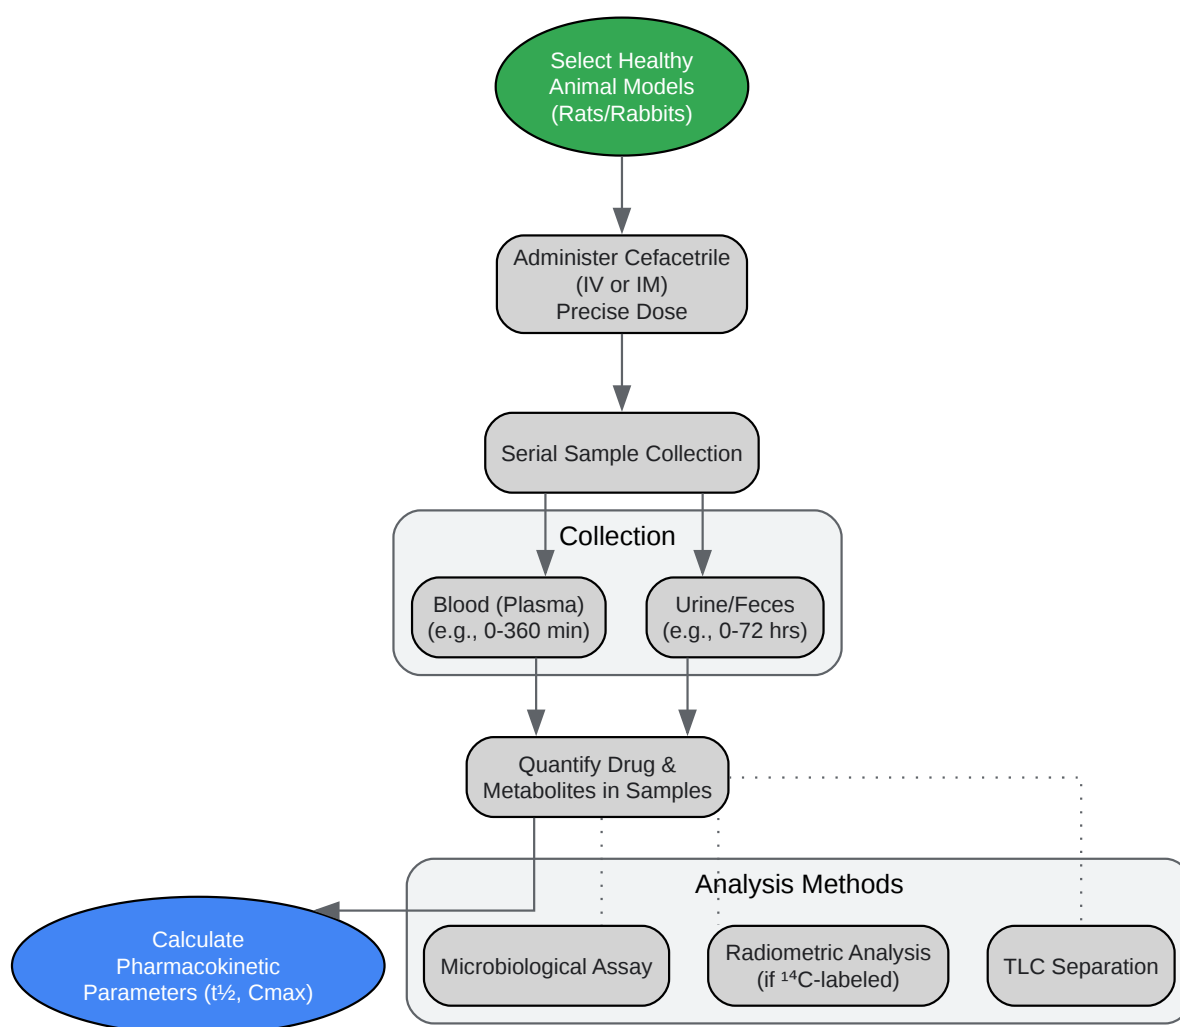 Select Healthy
Animal Models
(Rats/Rabbits)
Administer Cefacetrile
(IV or IM)
Precise Dose
Serial Sample Collection
Collection
Blood (Plasma)
(e.g., 0-360 min)
Urine/Feces
(e.g., 0-72 hrs)
Quantify Drug &
Metabolites in Samples
Analysis Methods
Calculate
Pharmacokinetic
Parameters (t½, Cmax)
Microbiological Assay
Radiometric Analysis
(if ¹⁴C-labeled)
TLC Separation